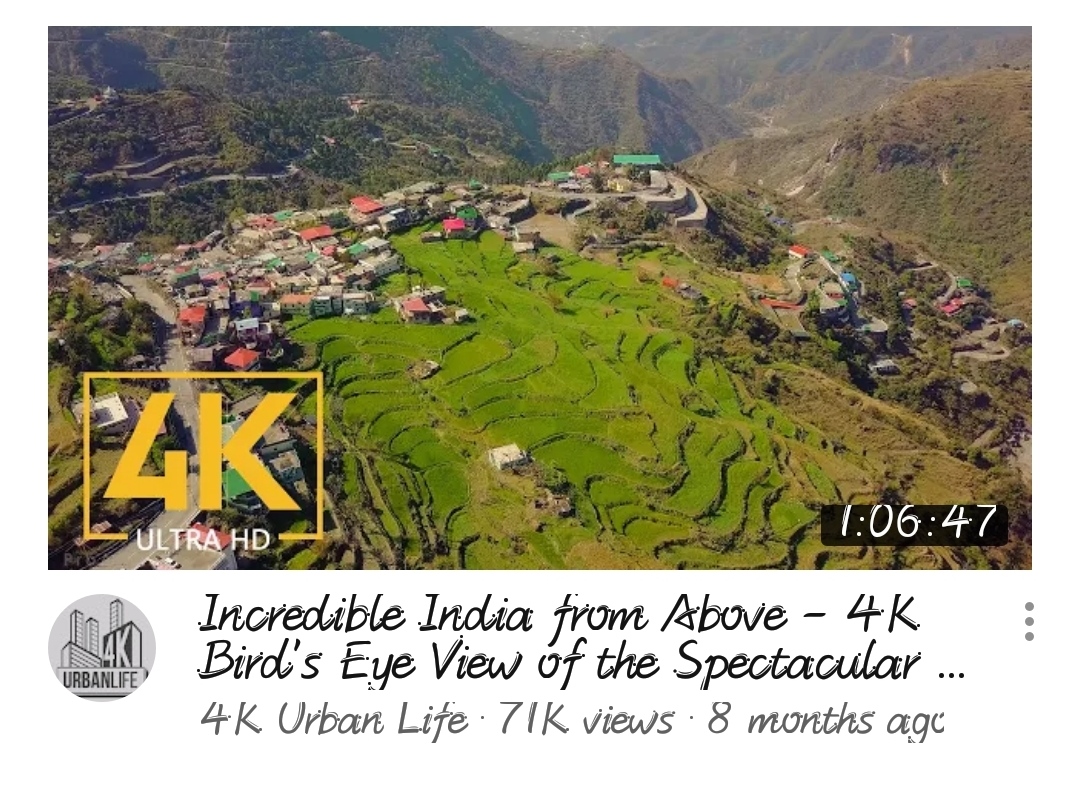 4K
ULTRA HD
1:06:47
4K
URBANLIFE
Incredible India from Above - 4K
Bird's Eye View of the Spectacular ...
4K Urban Life · 71K views · 8 months ago